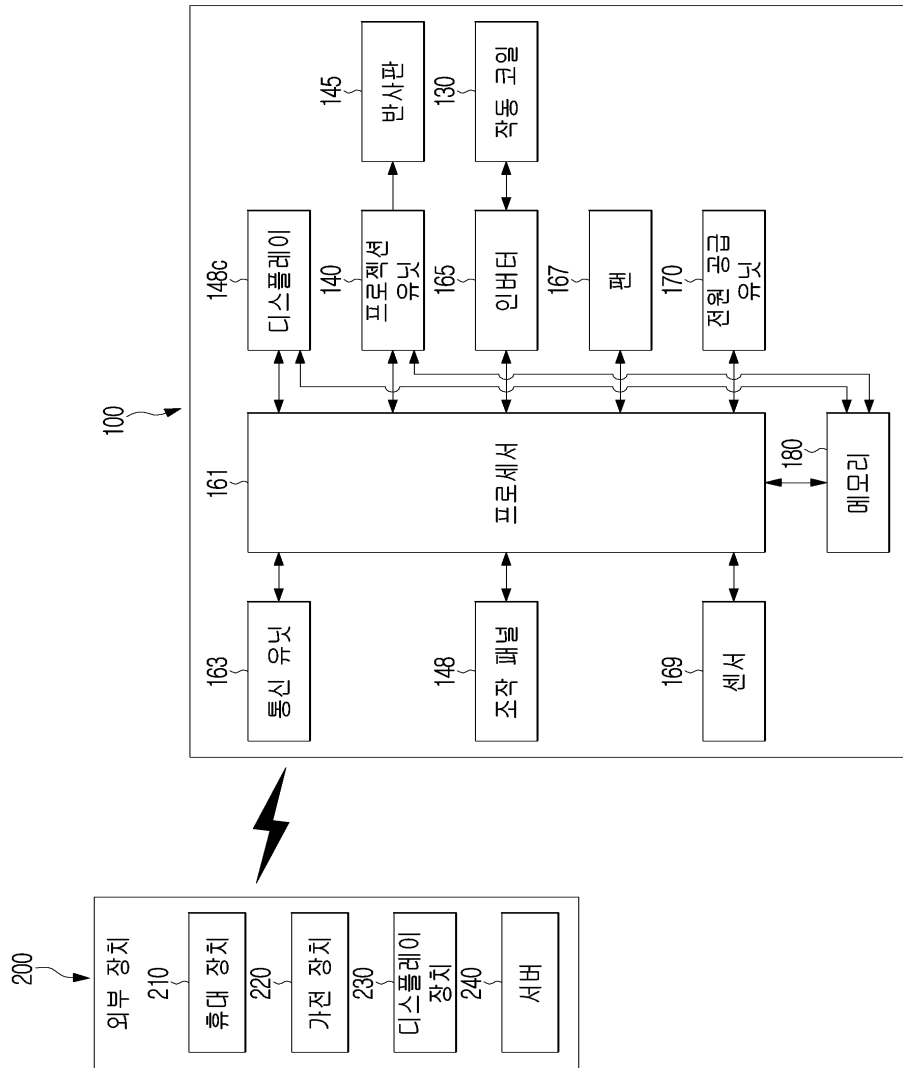 200
외부 장치
210
휴대 장치
220
가전 장치
230
디스플레이
장치
240
서버
100
163
통신 유닛
148
조작 패널
169
센서
161
프로세서
180
메모리
148c
디스플레이
140
프로젝션
유닛
165
인버터
167
팬
170
전원 공급
유닛
145
반사판
130
작동 코일